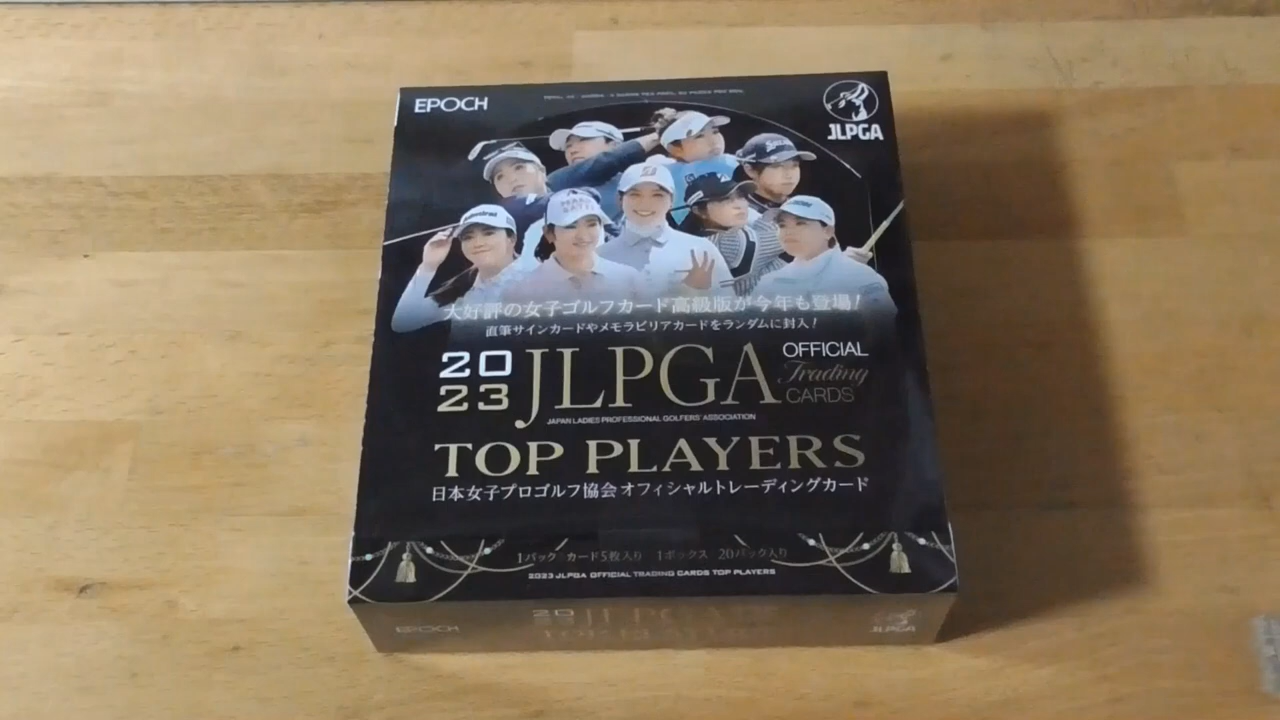 EPOCH
JLPGA
大好評の女子ゴルフカード高級版が今年も登場!
直筆サインカードやメモラビリアカードをランダムに封入!
2023 JLPGA OFFICIAL Trading CARDS
JAPAN LADIES PROFESSIONAL GOLFERS' ASSOCIATION
TOP PLAYERS
日本女子プロゴルフ協会 オフィシャルトレーディングカード
1パック:カード5枚入り 1ボックス:20パック入り
2023 JLPGA OFFICIAL TRADING CARDS TOP PLAYERS
EPOCH
2023 JLPGA
JLPGA